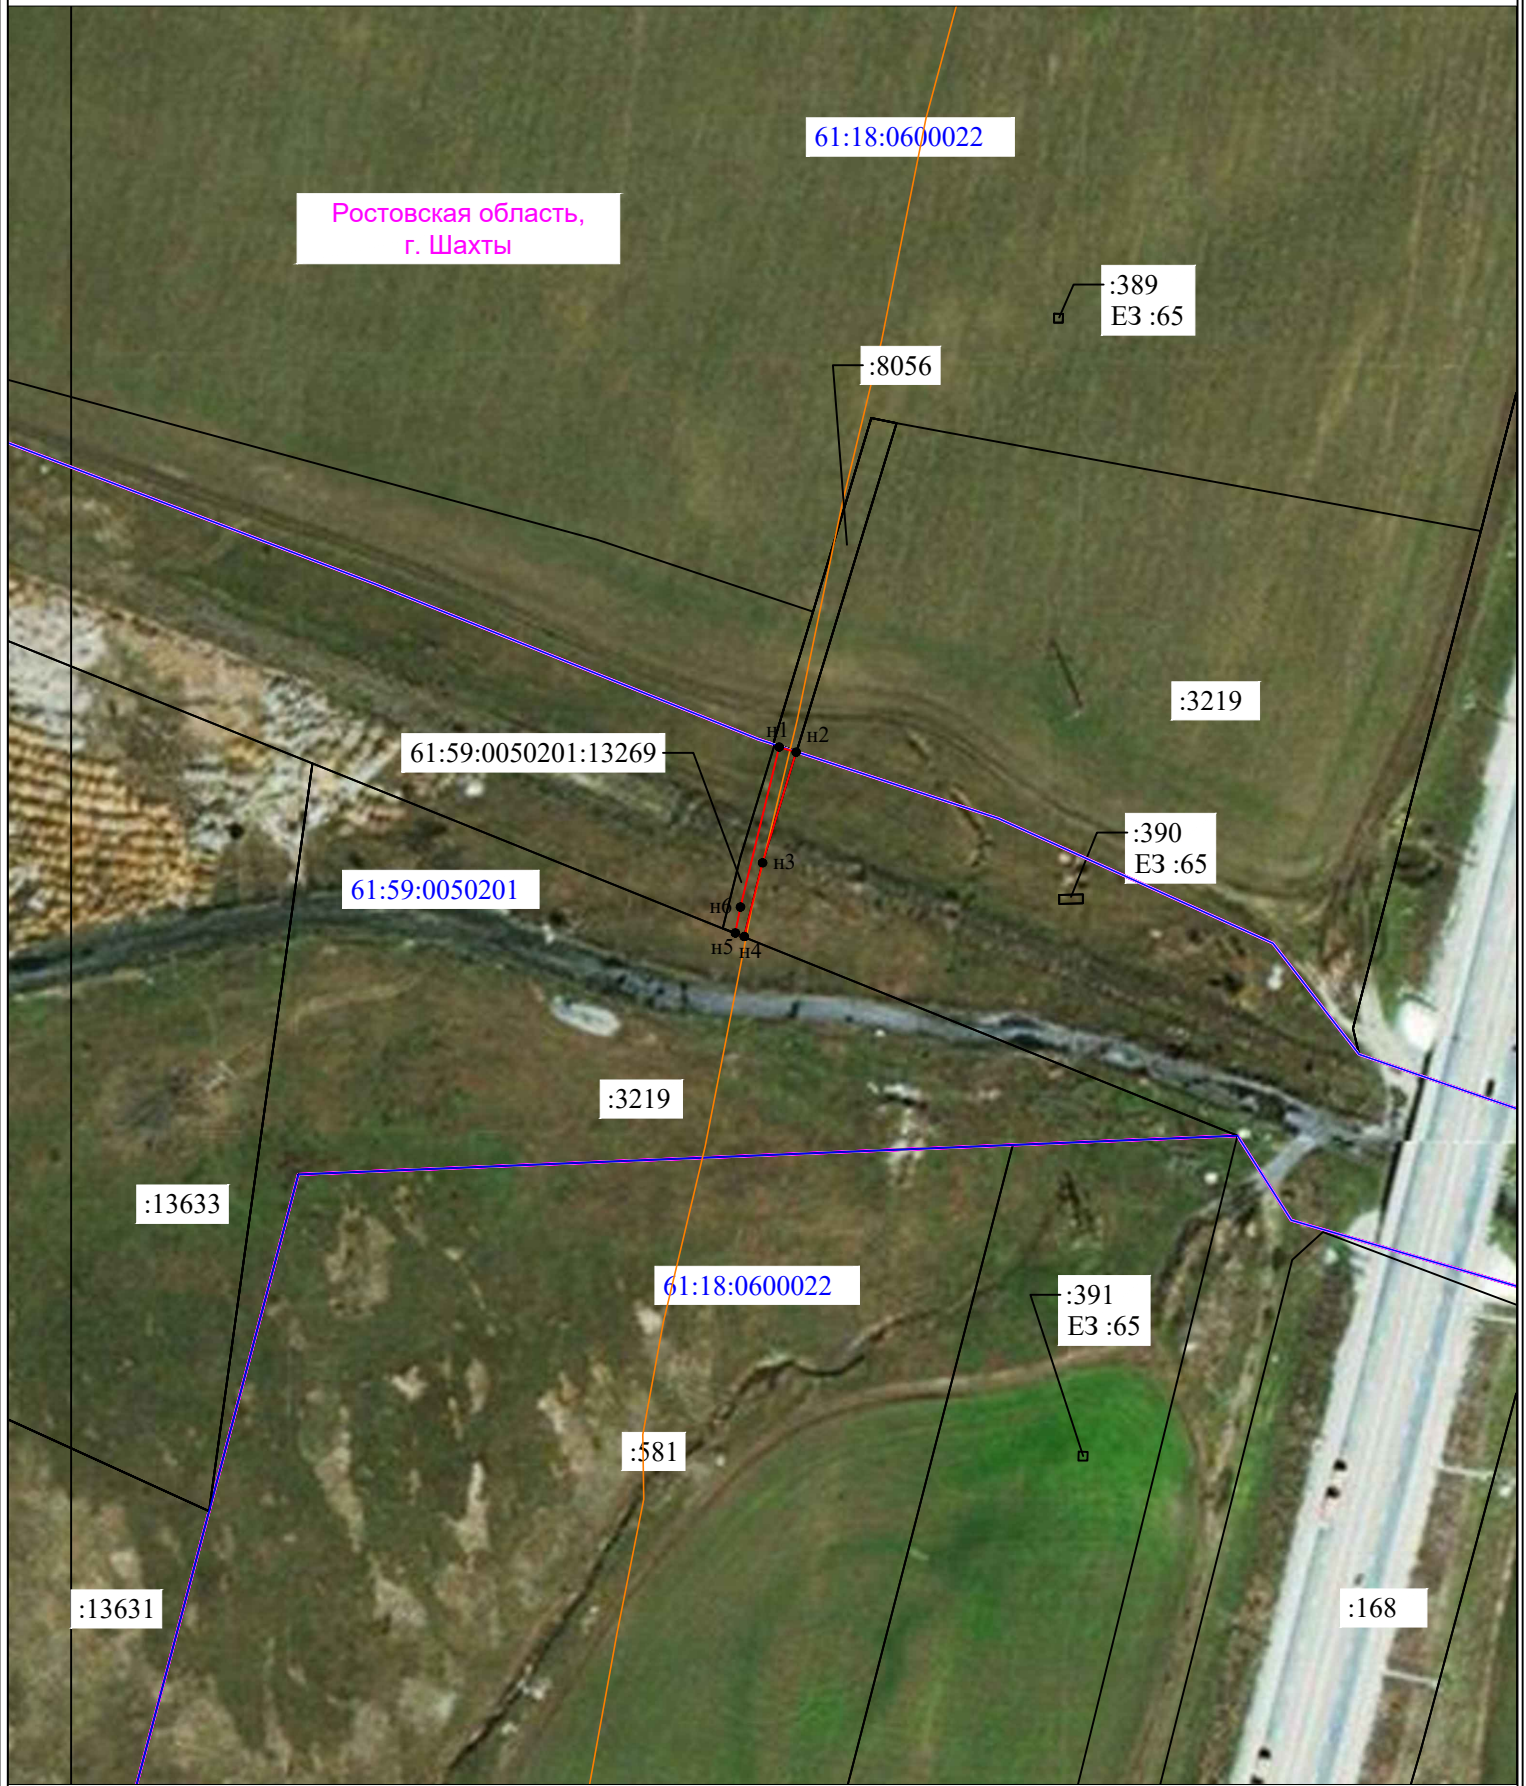 61:18:0600022
Ростовская область,
г. Шахты
:389
ЕЗ :65
:8056
:3219
н1
н2
61:59:0050201:13269
:390
ЕЗ :65
н3
61:59:0050201
н6
н5
н4
:3219
:13633
61:18:0600022
:391
ЕЗ :65
:581
:13631
:168